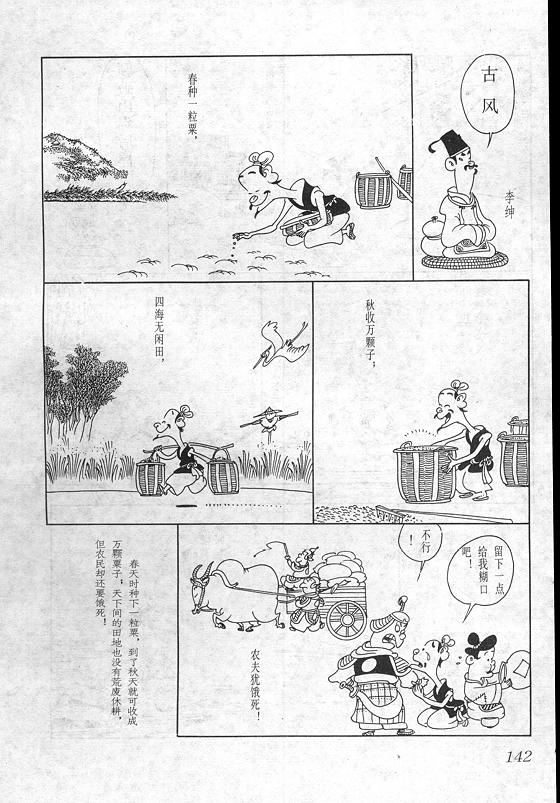 古风
李绅
春种一粒粟，
秋收万颗子；
四海无闲田，
留下一点
给我糊口
吧！
不行
！
农夫犹饿死！
春天时种下一粒粟，到了秋天就可收成
万颗粟子；天下间的田地也没有荒废休耕，
但农民却还要饿死！
142